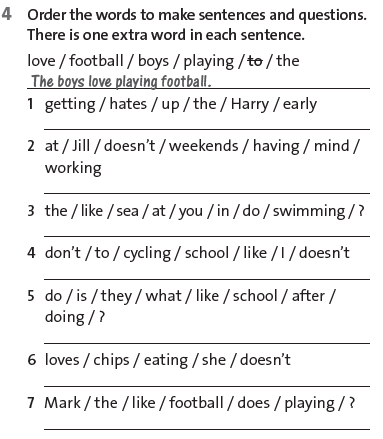 4 Order the words to make sentences and questions.
There is one extra word in each sentence.
love / football / boys / playing / to / the
The boys love playing football.
1 getting / hates / up / the / Harry / early
2 at / Jill / doesn't / weekends / having / mind /
working
3 the / like / sea / at / you / in / do / swimming / ?
4 don't / to / cycling / school / like / I / doesn't
5 do / is / they / what / like / school / after /
doing / ?
6 loves / chips / eating / she / doesn't
7 Mark / the / like / football / does / playing / ?